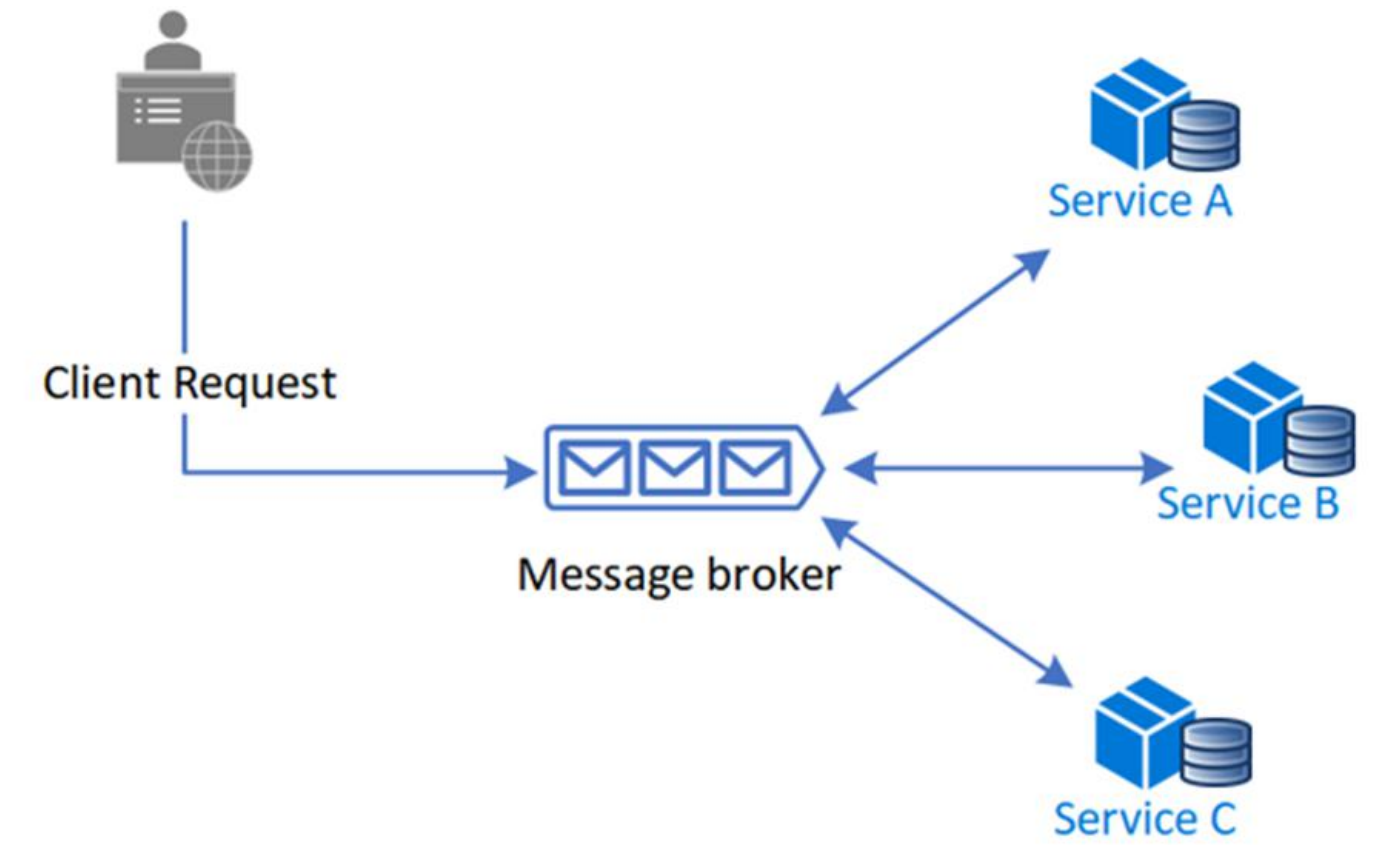 Service A
Client Request
Service B
Message broker
Service C